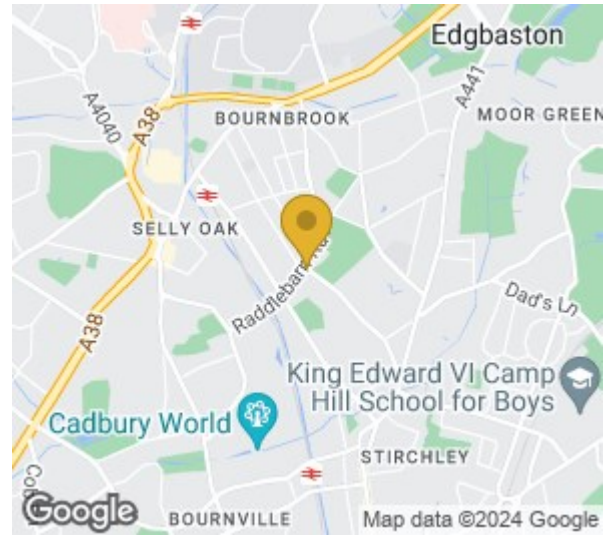 Edgbaston
A4040
A38
BOURNBROOK
A441
MOOR GREEN
SELLY OAK
Raddlebarn
Dad's Ln
A38
King Edward VI Camp
Hill School for Boys
Cadbury World
STIRCHLEY
Google
BOURNVILLE
Map data ©2024 Google